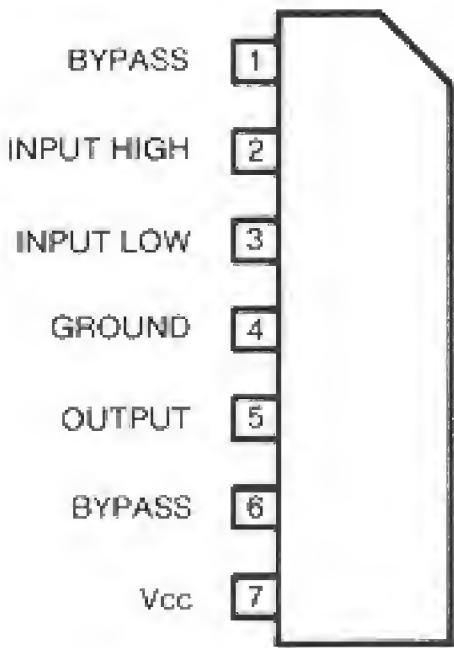 BYPASS 1
INPUT HIGH 2
INPUT LOW 3
GROUND 4
OUTPUT 5
BYPASS 6
Vcc 7